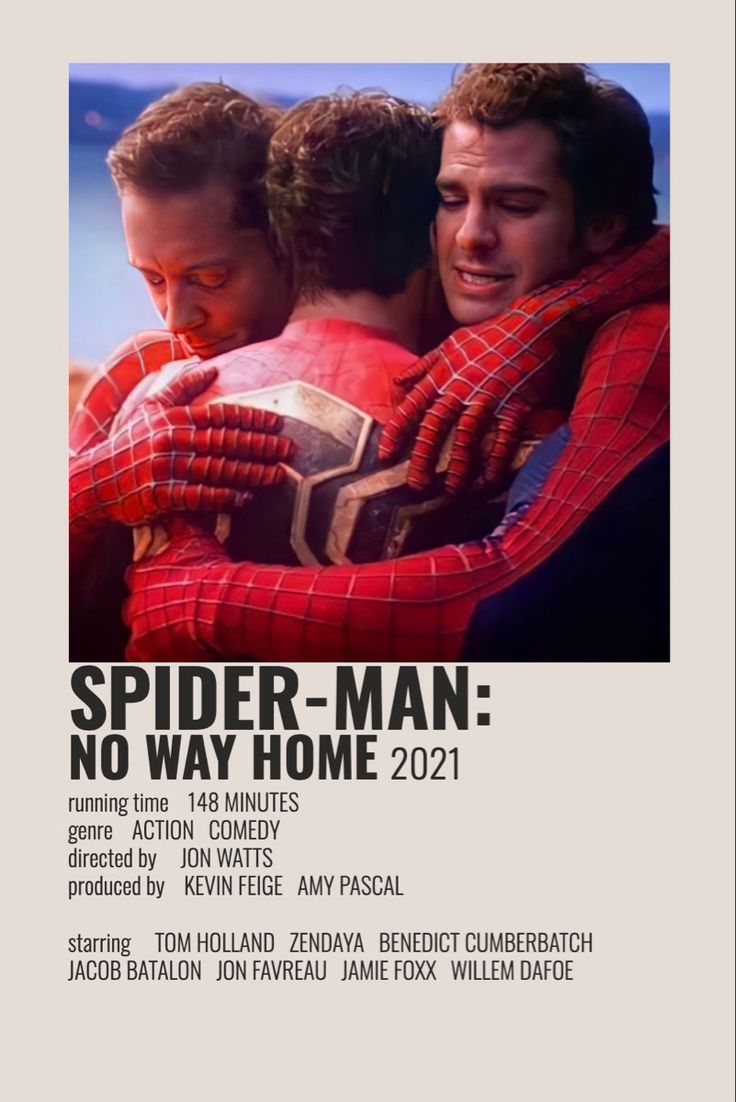 SPIDER-MAN:
NO WAY HOME 2021
running time 148 MINUTES
genre ACTION COMEDY
directed by JON WATTS
produced by KEVIN FEIGE AMY PASCAL
starring TOM HOLLAND ZENDAYA BENEDICT CUMBERBATCH
JACOB BATALON JON FAVREAU JAMIE FOXX WILLEM DAFOE